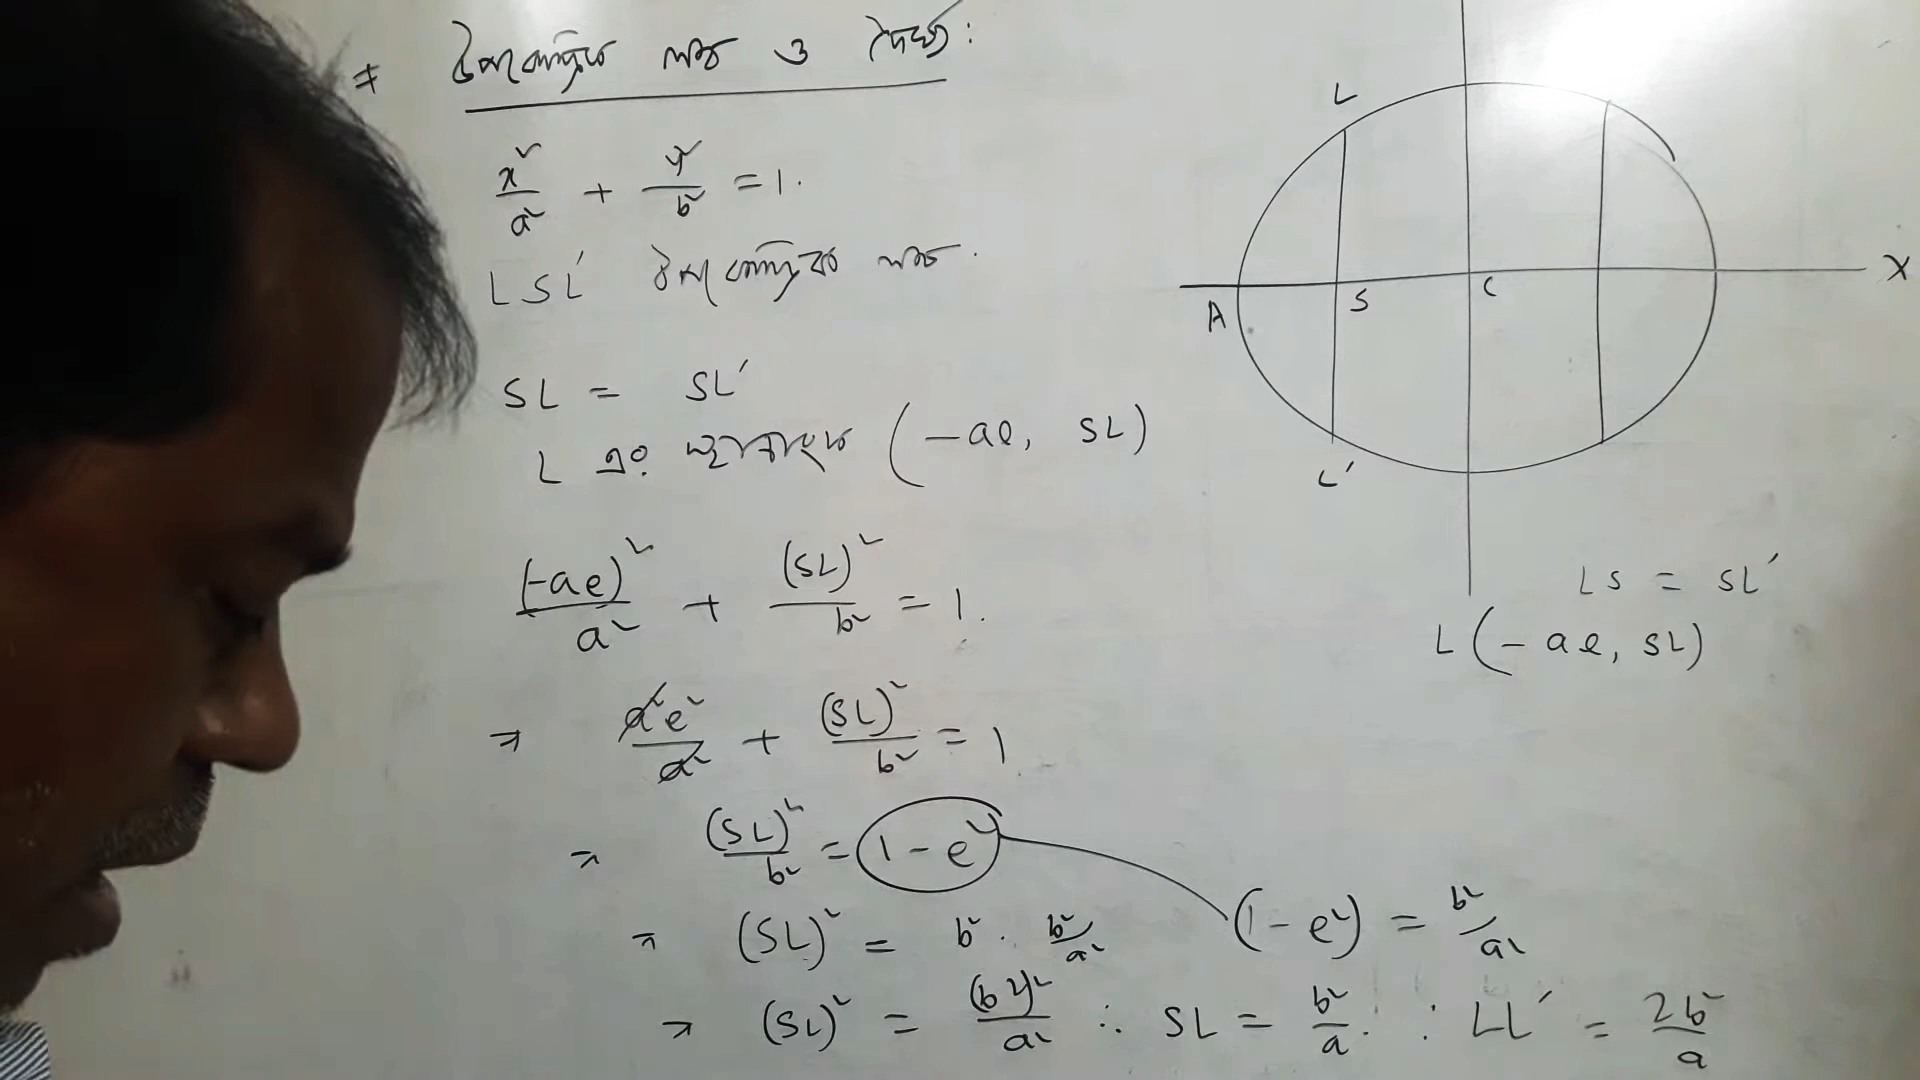 ⇒ উপকেন্দ্রিক লম্ব ও দৈর্ঘ্য:
x²/a² + y²/b² = 1.
LSL′ উপকেন্দ্রিক লম্ব.
SL = SL′
L এর স্থানাংক (-ae, SL)
(-ae)²/a² + (SL)²/b² = 1.
⇒ a²e²/a² + (SL)²/b² = 1
⇒ (SL)²/b² = 1 - e²
(1 - e²) = b²/a²
⇒ (SL)² = b² . b²/a²
⇒ (SL)² = (b²)²/a² ∴ SL = b²/a . ∴ LL′ = 2b²/a
L
X
A
S
C
L′
LS = SL′
L(-ae, SL)